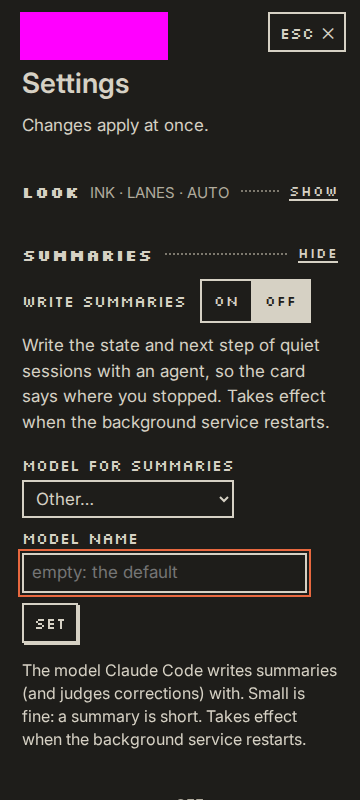 ESC ×
Settings
Changes apply at once.
LOOK INK · LANES · AUTO SHOW
SUMMARIES HIDE
WRITE SUMMARIES ON OFF
Write the state and next step of quiet
sessions with an agent, so the card
says where you stopped. Takes effect
when the background service restarts.
MODEL FOR SUMMARIES
Other...
MODEL NAME
empty: the default
SET
The model Claude Code writes summaries
(and judges corrections) with. Small is
fine: a summary is short. Takes effect
when the background service restarts.